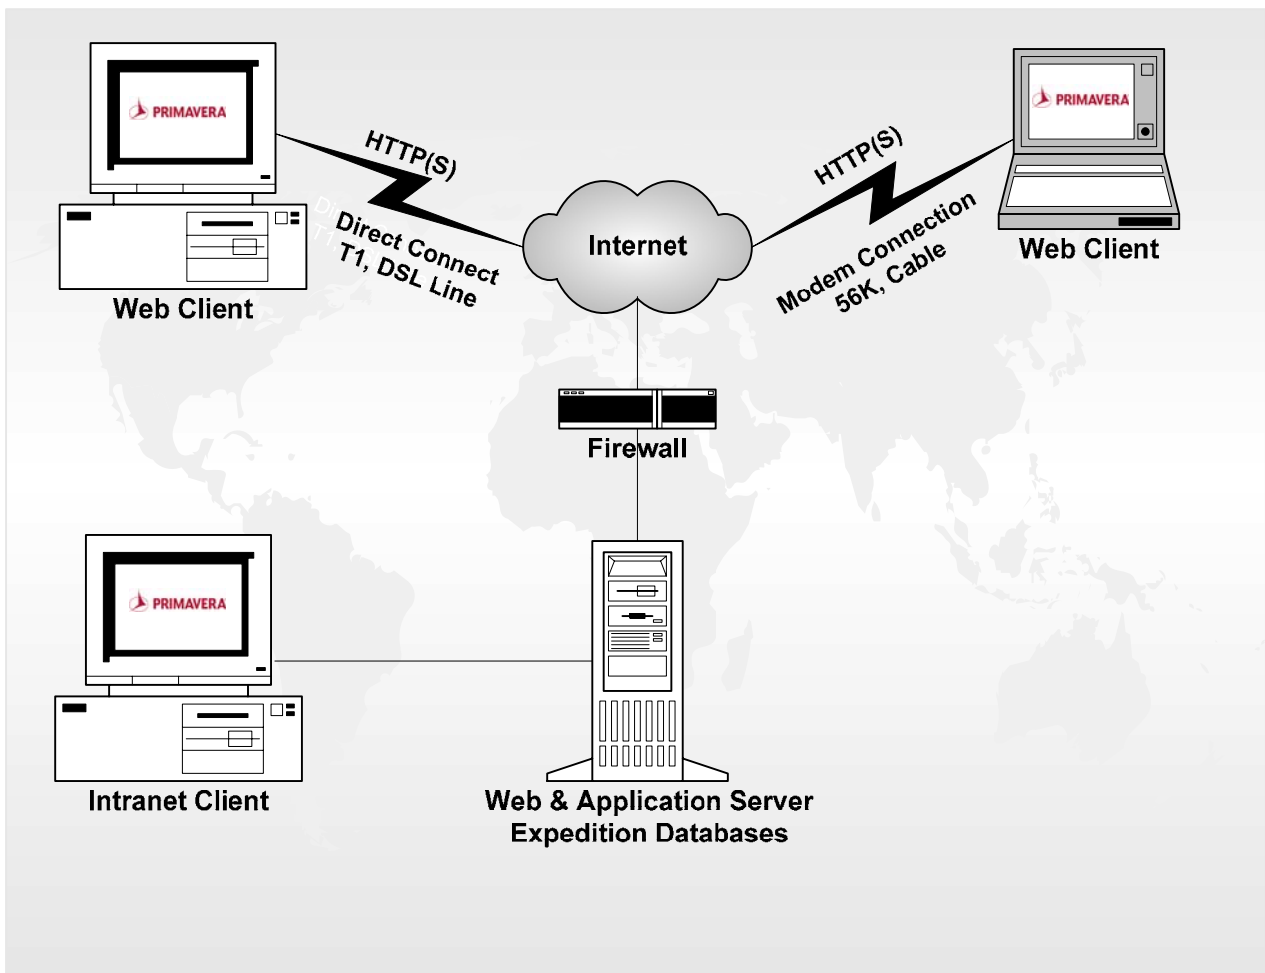 PRIMAVERA
PRIMAVERA
HTTP(S)
HTTP(S)
Direct Connect
T1, DSL Line
Internet
Modem Connection
56K, Cable
Web Client
Web Client
Firewall
PRIMAVERA
Intranet Client
Web & Application Server
Expedition Databases